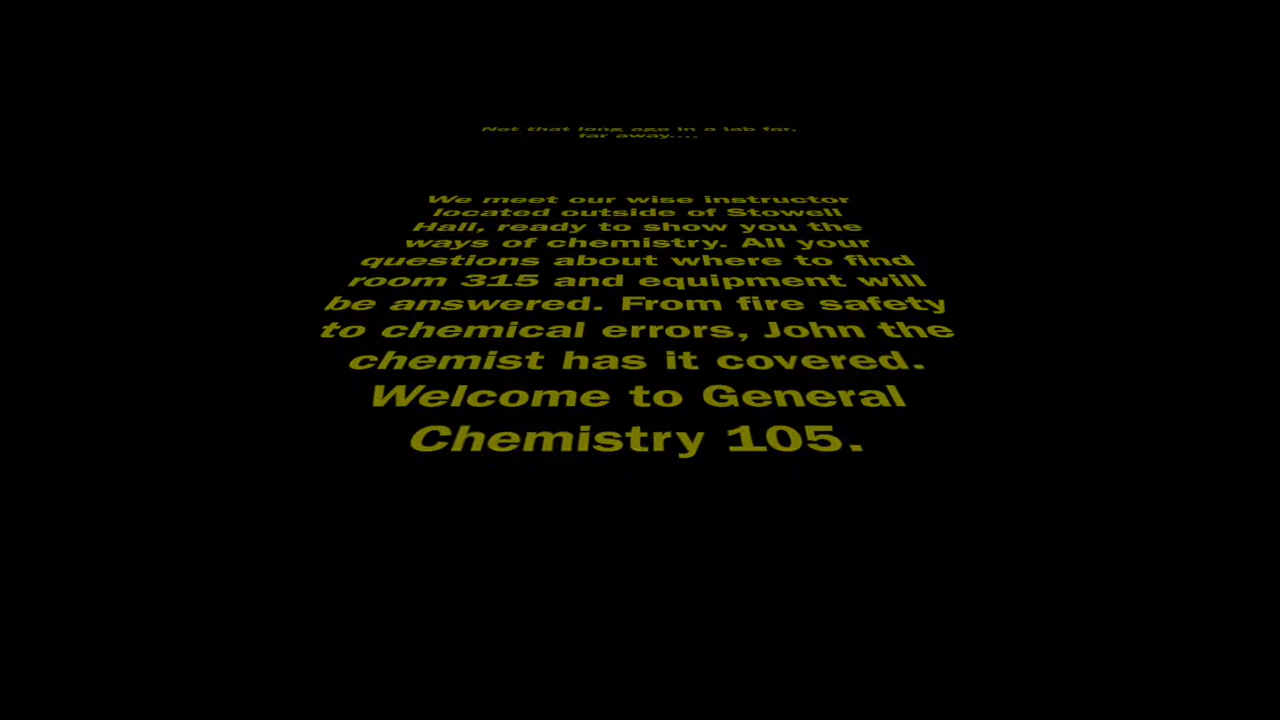 Not that long ago in a lab far,
far away....
We meet our wise instructor
located outside of Stowell
Hall, ready to show you the
ways of chemistry. All your
questions about where to find
room 315 and equipment will
be answered. From fire safety
to chemical errors, John the
chemist has it covered.
Welcome to General
Chemistry 105.